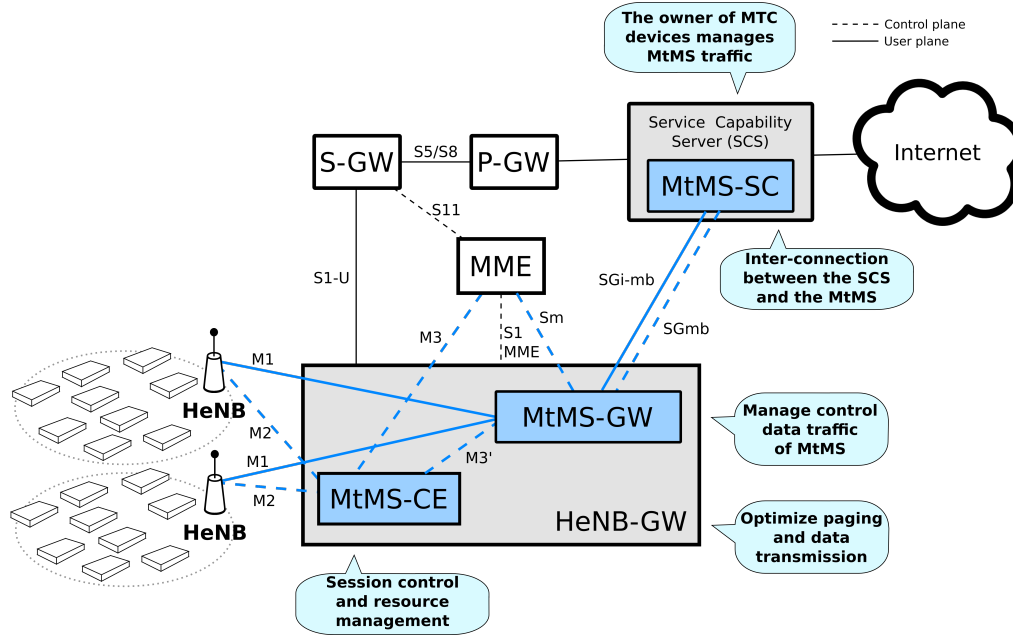 The owner of MTC
devices manages
MtMS traffic
Control plane
User plane
Service Capability
Server (SCS)
MtMS-SC
Internet
S-GW
S5/S8
P-GW
S11
MME
Inter-connection
between the SCS
and the MtMS
S1-U
SGi-mb
SGmb
M3
S1
MME
Sm
M1
HeNB
M2
MtMS-GW
Manage control
data traffic
of MtMS
M1
M3'
M2
HeNB
MtMS-CE
HeNB-GW
Optimize paging
and data
transmission
Session control
and resource
management